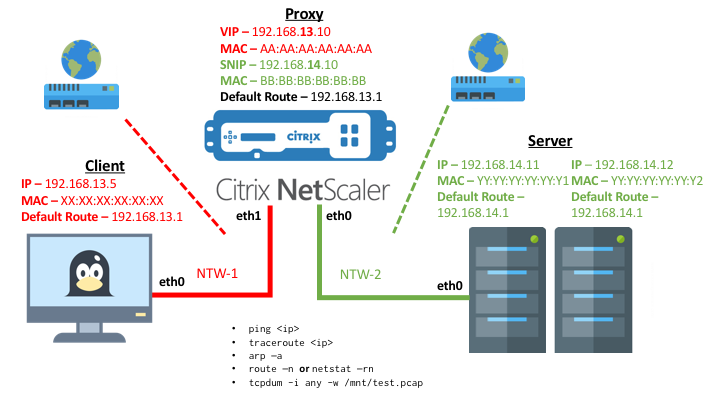 Proxy
VIP – 192.168.13.10
MAC – AA:AA:AA:AA:AA:AA
SNIP – 192.168.14.10
MAC – BB:BB:BB:BB:BB:BB
Default Route – 192.168.13.1
CITRIX
Citrix NetScaler
Client
IP – 192.168.13.5
MAC – XX:XX:XX:XX:XX:XX
Default Route – 192.168.13.1
Server
IP – 192.168.14.11
MAC – YY:YY:YY:YY:YY:Y1
Default Route –
192.168.14.1
IP – 192.168.14.12
MAC – YY:YY:YY:YY:YY:Y2
Default Route –
192.168.14.1
eth1
eth0
eth0
NTW-1
NTW-2
eth0
• ping <ip>
• traceroute <ip>
• arp –a
• route –n or netstat –rn
• tcpdum -i any -w /mnt/test.pcap